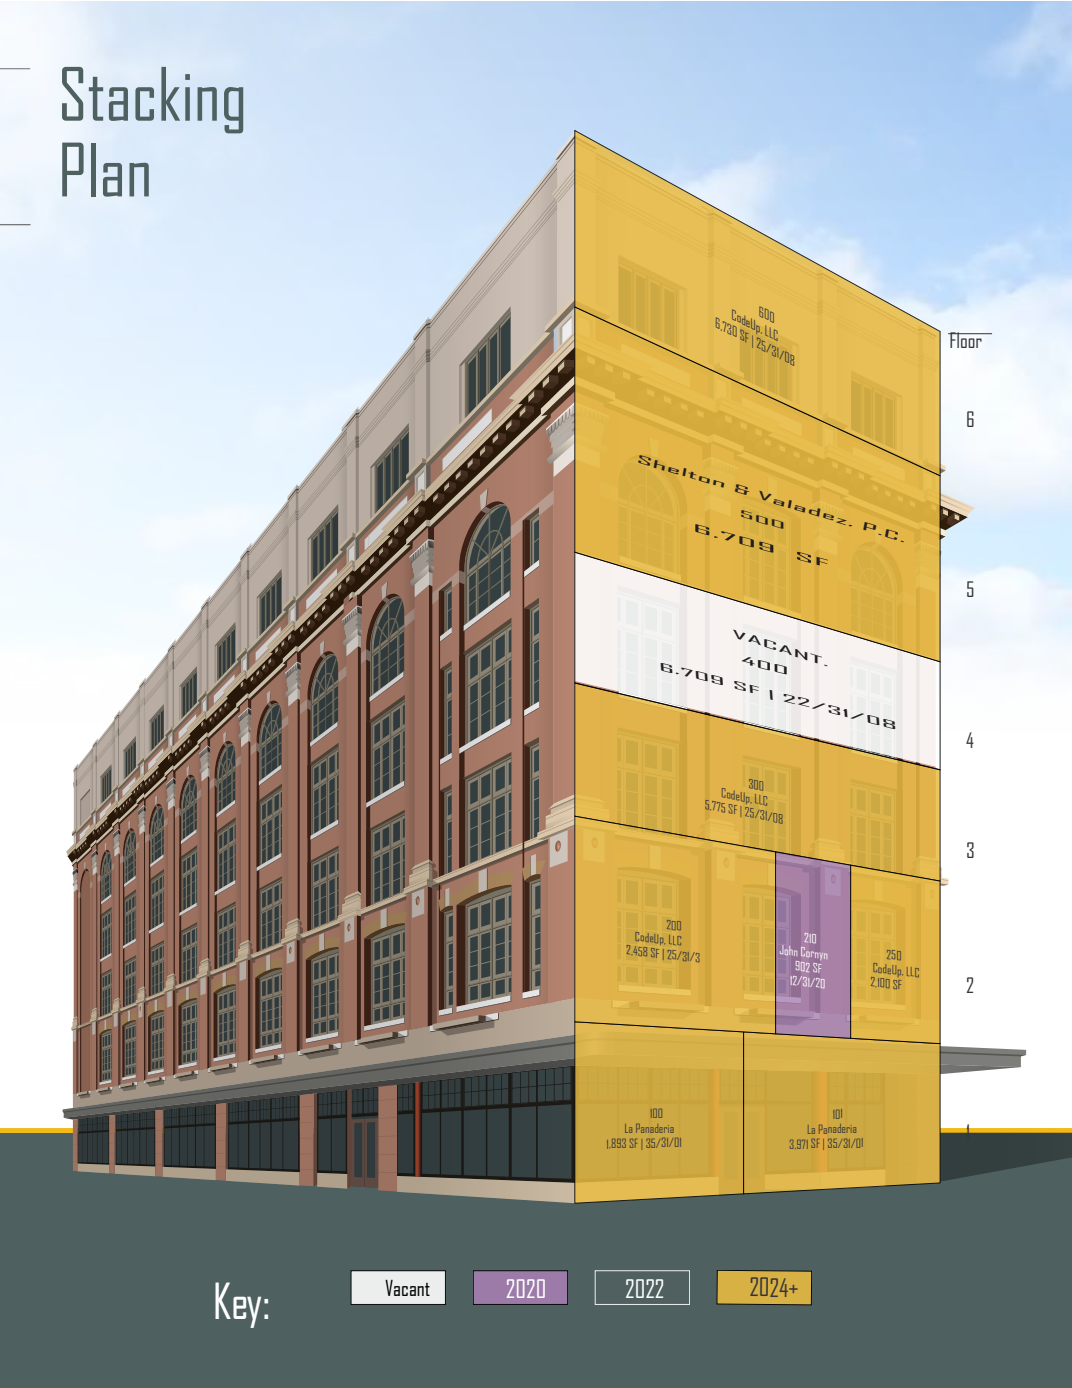 Stacking
Plan
600
CodeUp, LLC
6,730 SF | 25/31/08
Floor
6
Shelton & Valadez, P.C.
500
6.709 SF
5
VACANT.
400
6.709 SF | 22/31/08
4
300
CodeUp, LLC
5,775 SF | 25/31/08
3
200
CodeUp, LLC
2,458 SF | 25/31/3
210
John Cornyn
902 SF
12/31/20
250
CodeUp, LLC
2,100 SF
2
100
La Panaderia
1,893 SF | 35/31/01
101
La Panaderia
3,971 SF | 35/31/01
1
Key:
Vacant
2020
2022
2024+